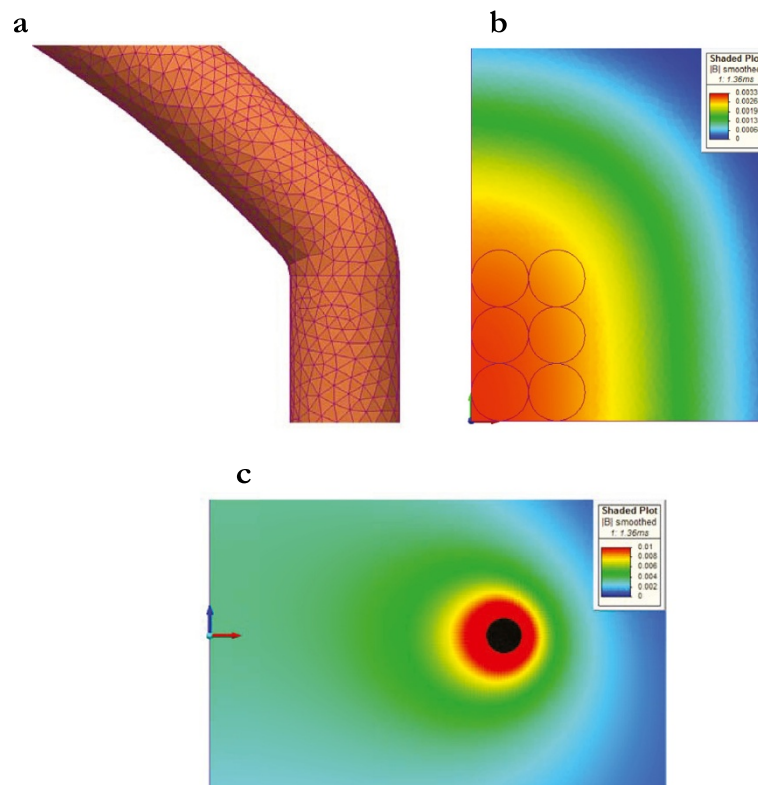 a
b
Shaded Plot
|B| smoothed
t: 1.36ms
0.0033
0.0026
0.0019
0.0013
0.0006
0
c
Shaded Plot
|B| smoothed
t: 1.36ms
0.01
0.008
0.006
0.004
0.002
0